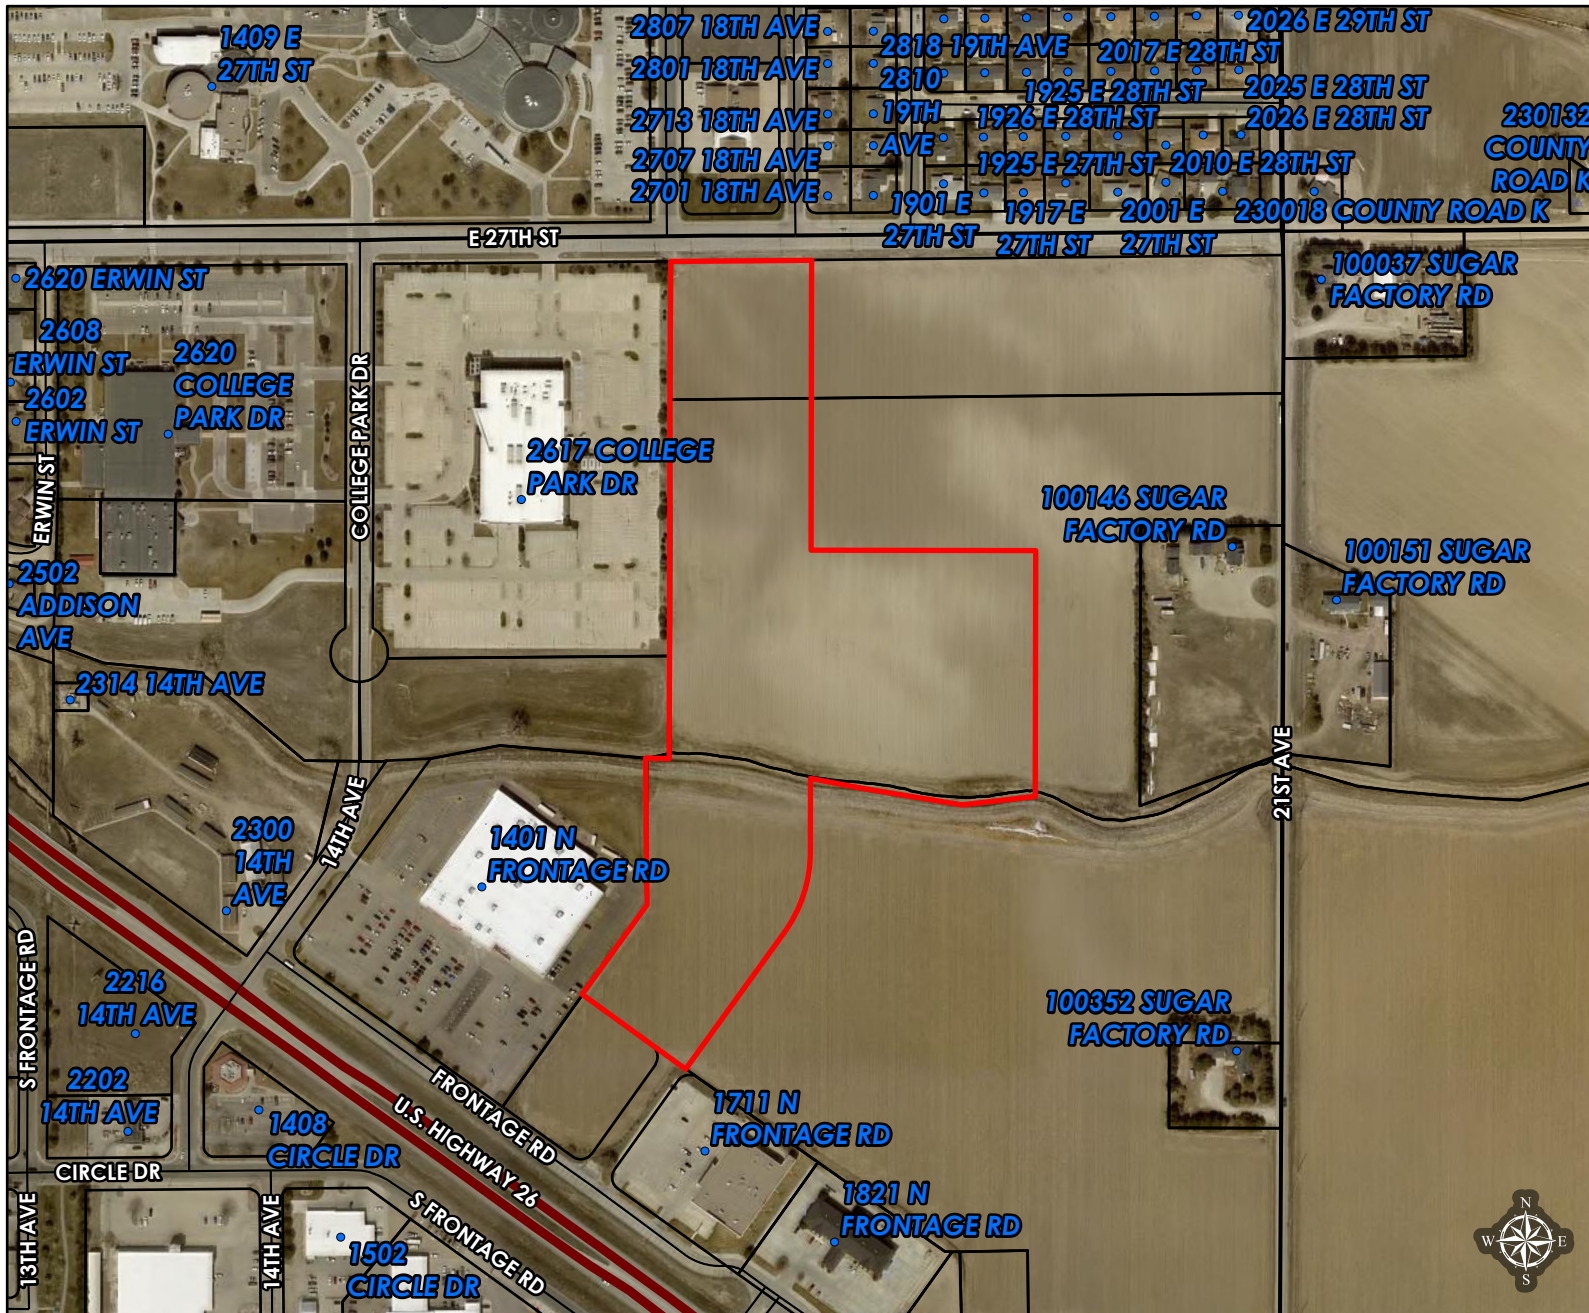 1409 E
27TH ST
2807 18TH AVE
2801 18TH AVE
2713 18TH AVE
2707 18TH AVE
2701 18TH AVE
2818 19TH AVE
2810
19TH
AVE
2026 E 29TH ST
2017 E 28TH ST
1925 E 28TH ST
2025 E 28TH ST
1926 E 28TH ST
2026 E 28TH ST
1925 E 27TH ST
2010 E 28TH ST
230132
COUNTY
ROAD K
1901 E
27TH ST
1917 E
27TH ST
2001 E
27TH ST
230018 COUNTY ROAD K
E 27TH ST
2620 ERWIN ST
2608
ERWIN ST
2602
ERWIN ST
2620
COLLEGE
PARK DR
COLLEGE PARK DR
ERWIN ST
2617 COLLEGE
PARK DR
100037 SUGAR
FACTORY RD
100146 SUGAR
FACTORY RD
100151 SUGAR
FACTORY RD
2502
ADDISON
AVE
2314 14TH AVE
21ST AVE
14TH AVE
2300
14TH
AVE
1401 N
FRONTAGE RD
S FRONTAGE RD
2216
14TH AVE
2202
14TH AVE
1408
CIRCLE DR
FRONTAGE RD
U.S. HIGHWAY 26
S FRONTAGE RD
100352 SUGAR
FACTORY RD
1711 N
FRONTAGE RD
1821 N
FRONTAGE RD
CIRCLE DR
13TH AVE
14TH AVE
1502
CIRCLE DR
N
W
E
S